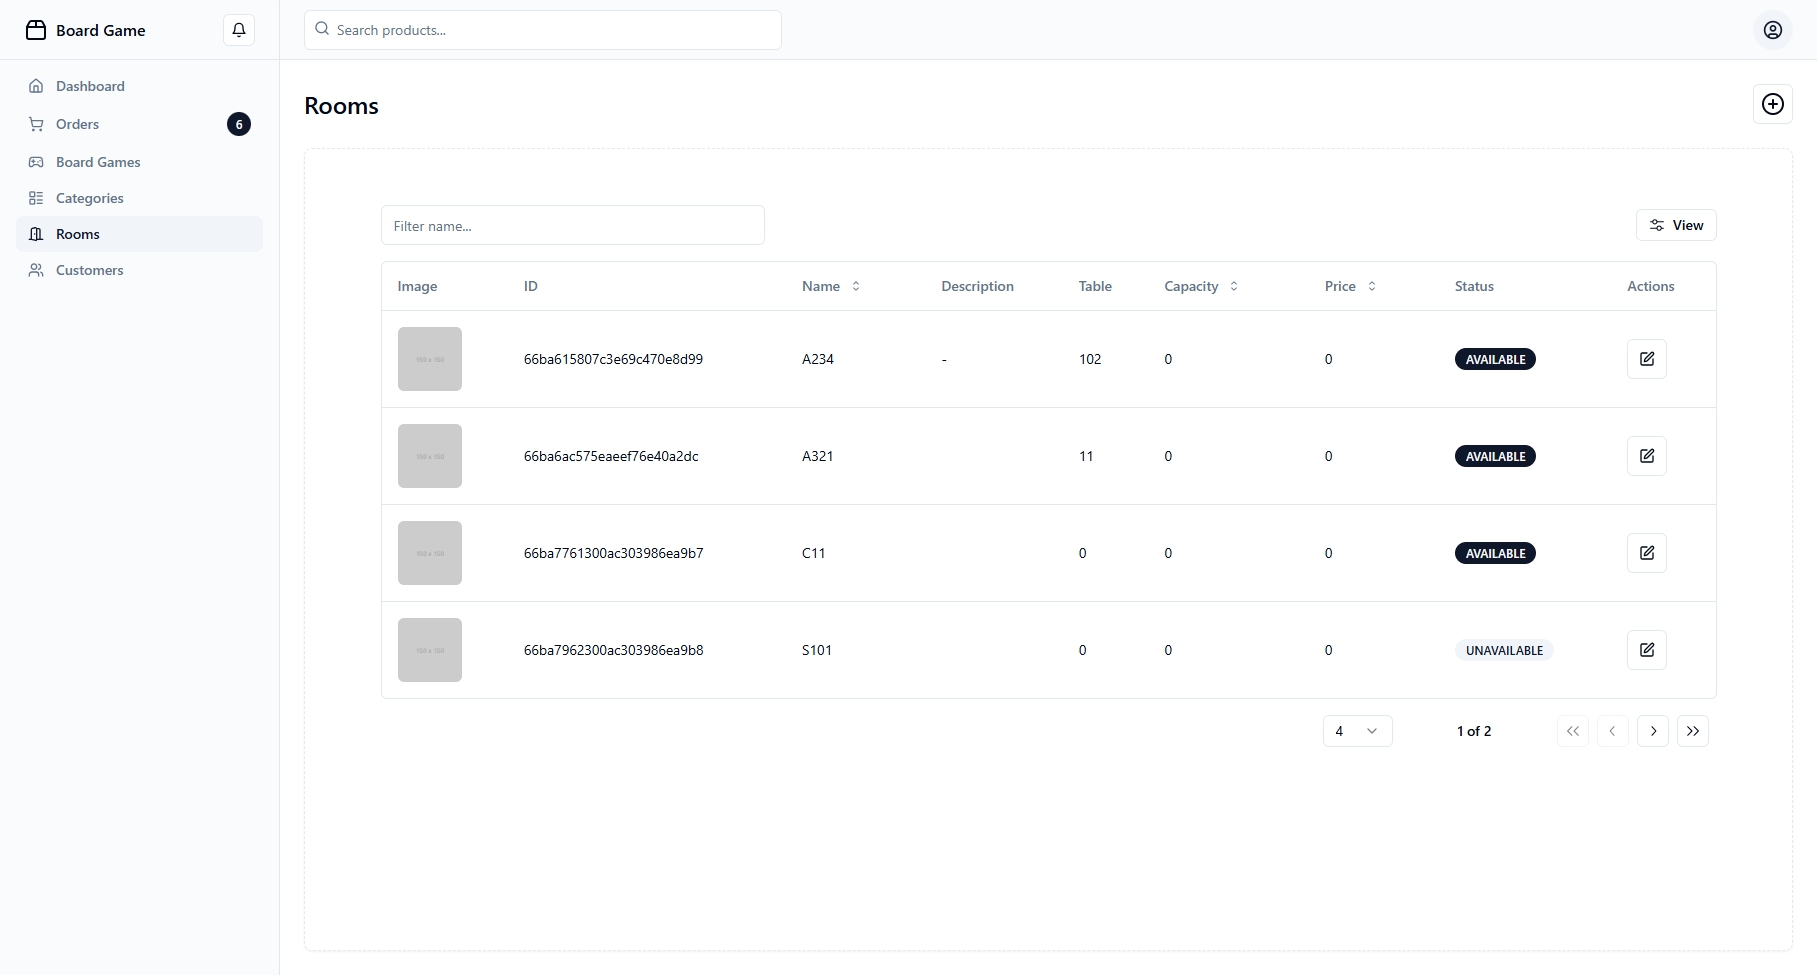 Board Game
Search products...
Dashboard
Orders 6
Board Games
Categories
Rooms
Customers
Rooms
Filter name...
View
Image ID Name Description Table Capacity Price Status Actions
150 x 150 66ba615807c3e69c470e8d99 A234 - 102 0 0 AVAILABLE
150 x 150 66ba6ac575eaeef76e40a2dc A321 11 0 0 AVAILABLE
150 x 150 66ba7761300ac303986ea9b7 C11 0 0 0 AVAILABLE
150 x 150 66ba7962300ac303986ea9b8 S101 0 0 0 UNAVAILABLE
4 1 of 2